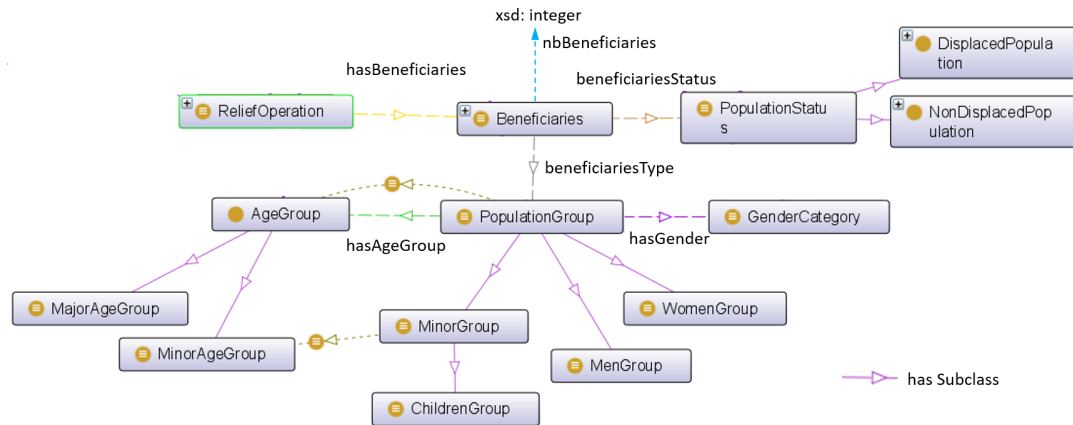 xsd: integer
nbBeneficiaries
DisplacedPopula
tion
hasBeneficiaries
beneficiariesStatus
ReliefOperation
Beneficiaries
PopulationStatu
s
NonDisplacedPop
ulation
beneficiariesType
AgeGroup
PopulationGroup
GenderCategory
hasAgeGroup
hasGender
MajorAgeGroup
WomenGroup
MinorGroup
MinorAgeGroup
MenGroup
has Subclass
ChildrenGroup